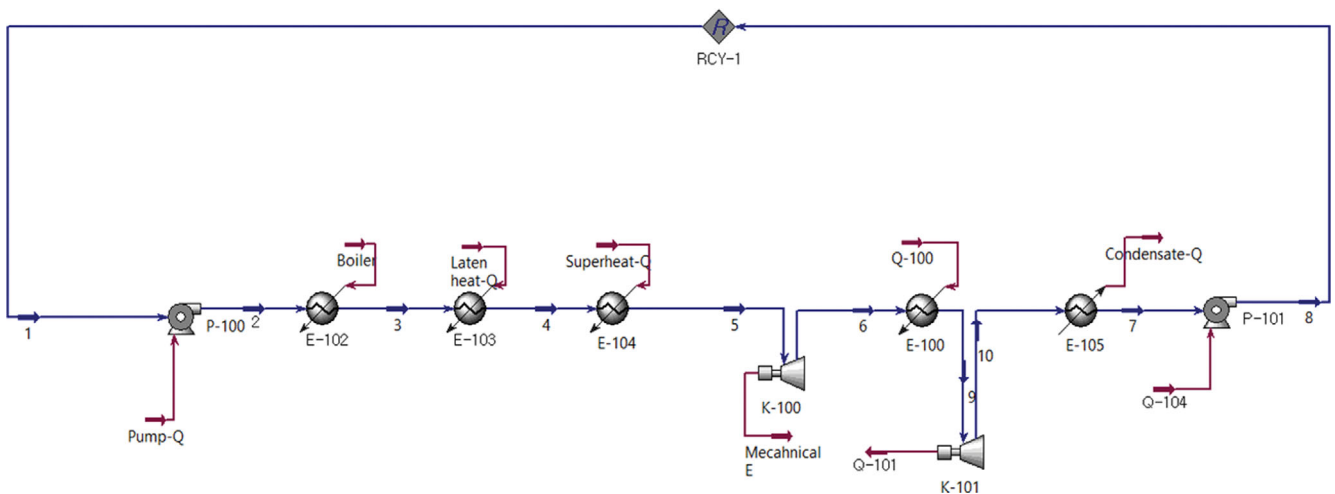 R
RCY-1
Boiler
Laten
heat-Q
Superheat-Q
Q-100
Condensate-Q
1
P-100
2
E-102
3
E-103
4
E-104
5
6
E-100
9
10
E-105
7
P-101
8
K-100
Pump-Q
Mecahnical
E
Q-101
K-101
Q-104